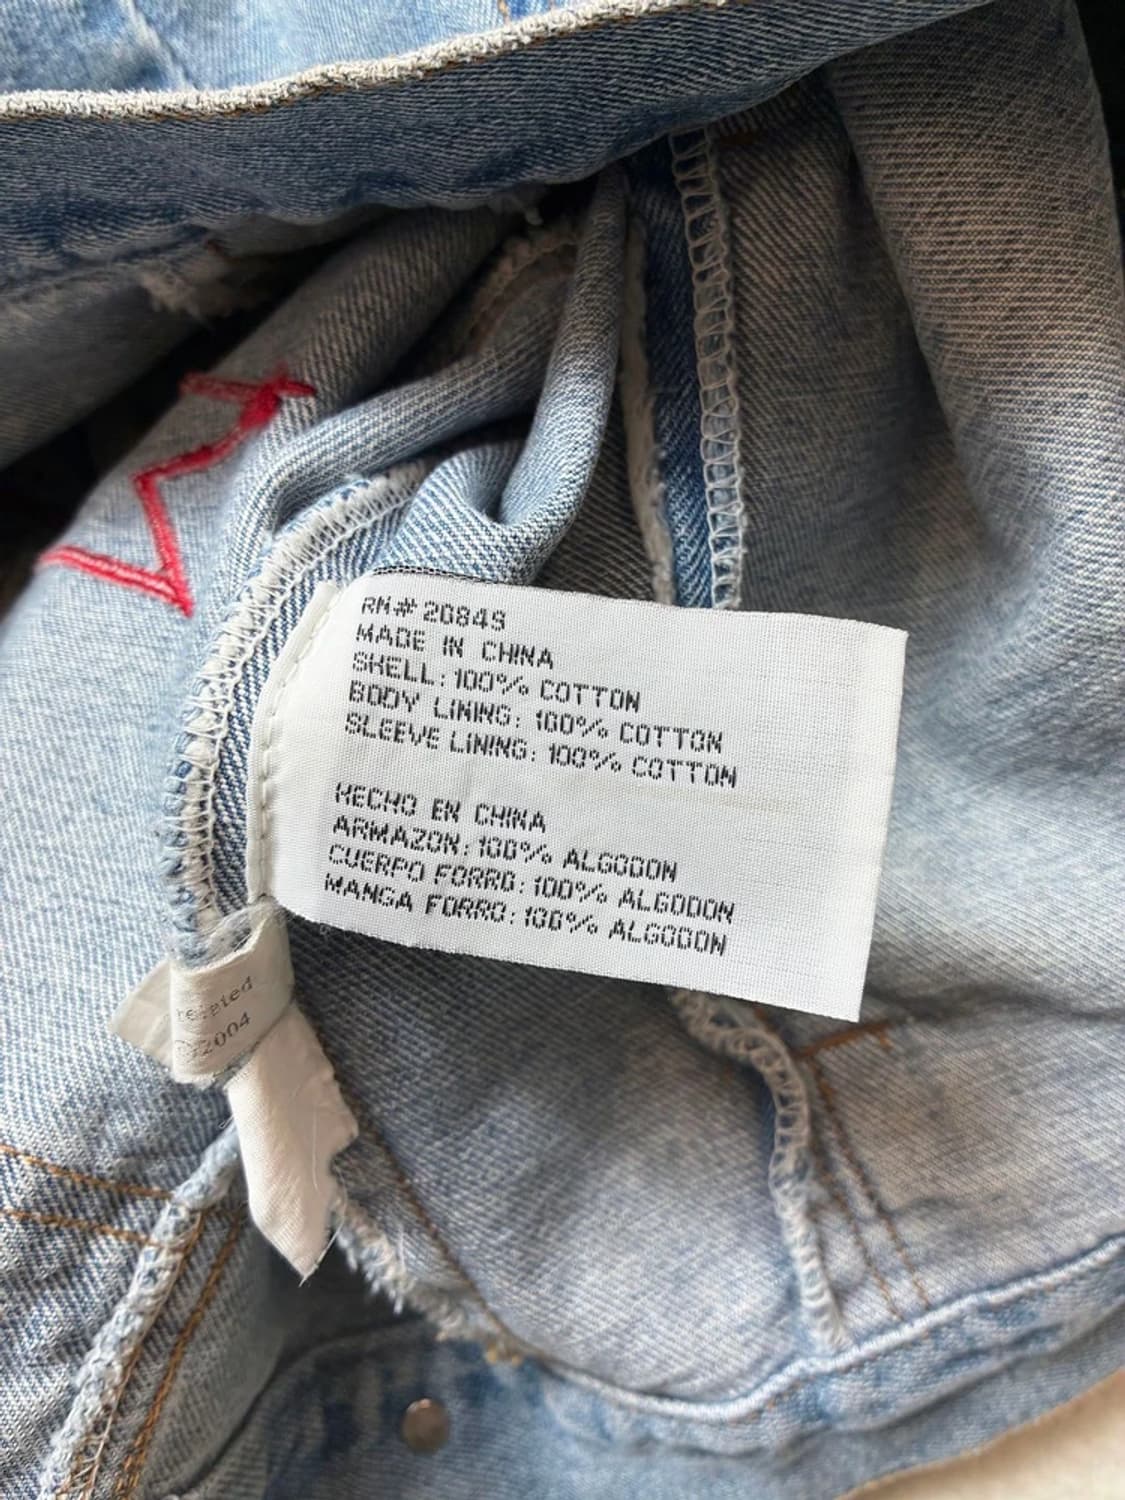 RN# 20849
MADE IN CHINA
SHELL: 100% COTTON
BODY LINING: 100% COTTON
SLEEVE LINING: 100% COTTON
HECHO EN CHINA
ARMAZON: 100% ALGODON
CUERPO FORRO: 100% ALGODON
MANGA FORRO: 100% ALGODON
2004